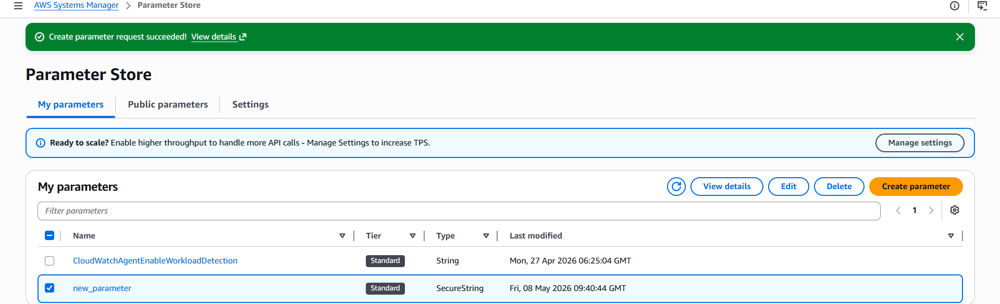 AWS Systems Manager > Parameter Store
Create parameter request succeeded! View details
Parameter Store
My parameters Public parameters Settings
Ready to scale? Enable higher throughput to handle more API calls - Manage Settings to increase TPS. Manage settings
My parameters View details Edit Delete Create parameter
Filter parameters < 1 >
Name Tier Type Last modified
CloudWatchAgentEnableWorkloadDetection Standard String Mon, 27 Apr 2026 06:25:04 GMT
new_parameter Standard SecureString Fri, 08 May 2026 09:40:44 GMT